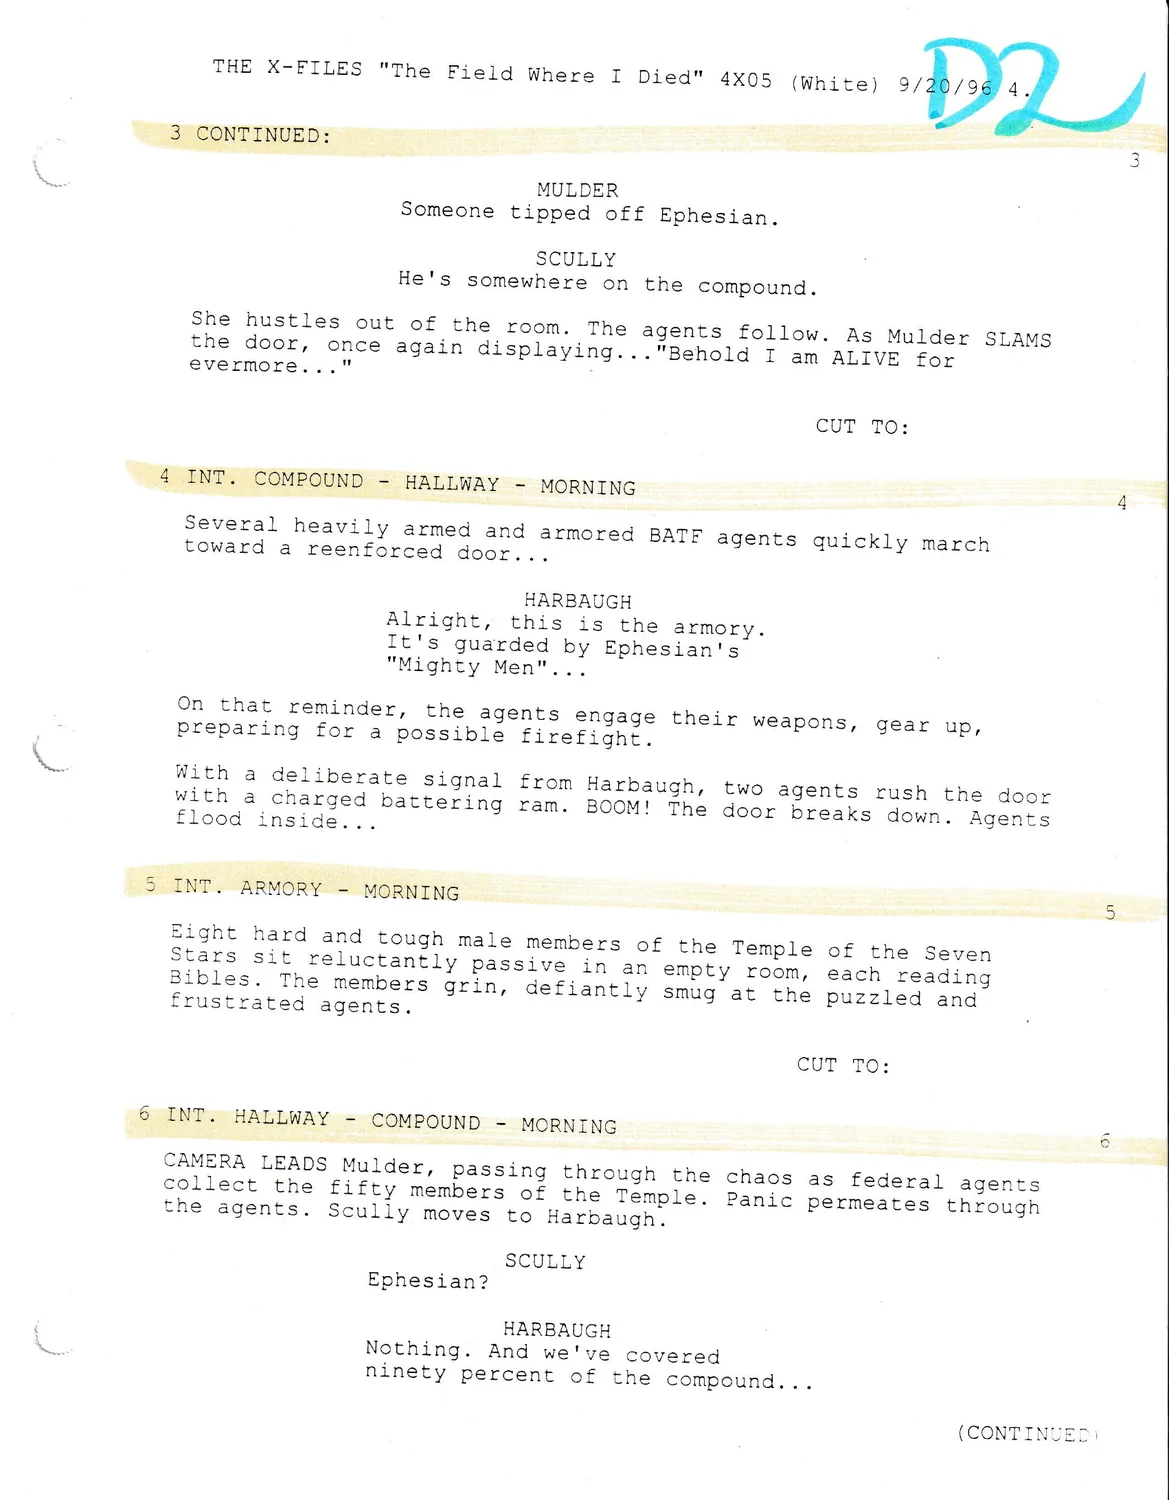 THE X-FILES "The Field Where I Died" 4X05 (White) 9/20/96 4.
D2
3 CONTINUED:
3
MULDER
Someone tipped off Ephesian.
SCULLY
He's somewhere on the compound.
She hustles out of the room. The agents follow. As Mulder SLAMS
the door, once again displaying..."Behold I am ALIVE for
evermore..."
CUT TO:
4 INT. COMPOUND - HALLWAY - MORNING
4
Several heavily armed and armored BATF agents quickly march
toward a reenforced door...
HARBAUGH
Alright, this is the armory.
It's guarded by Ephesian's
"Mighty Men"...
On that reminder, the agents engage their weapons, gear up,
preparing for a possible firefight.
With a deliberate signal from Harbaugh, two agents rush the door
with a charged battering ram. BOOM! The door breaks down. Agents
flood inside...
5 INT. ARMORY - MORNING
5
Eight hard and tough male members of the Temple of the Seven
Stars sit reluctantly passive in an empty room, each reading
Bibles. The members grin, defiantly smug at the puzzled and
frustrated agents.
CUT TO:
6 INT. HALLWAY - COMPOUND - MORNING
6
CAMERA LEADS Mulder, passing through the chaos as federal agents
collect the fifty members of the Temple. Panic permeates through
the agents. Scully moves to Harbaugh.
SCULLY
Ephesian?
HARBAUGH
Nothing. And we've covered
ninety percent of the compound...
(CONTINUED)